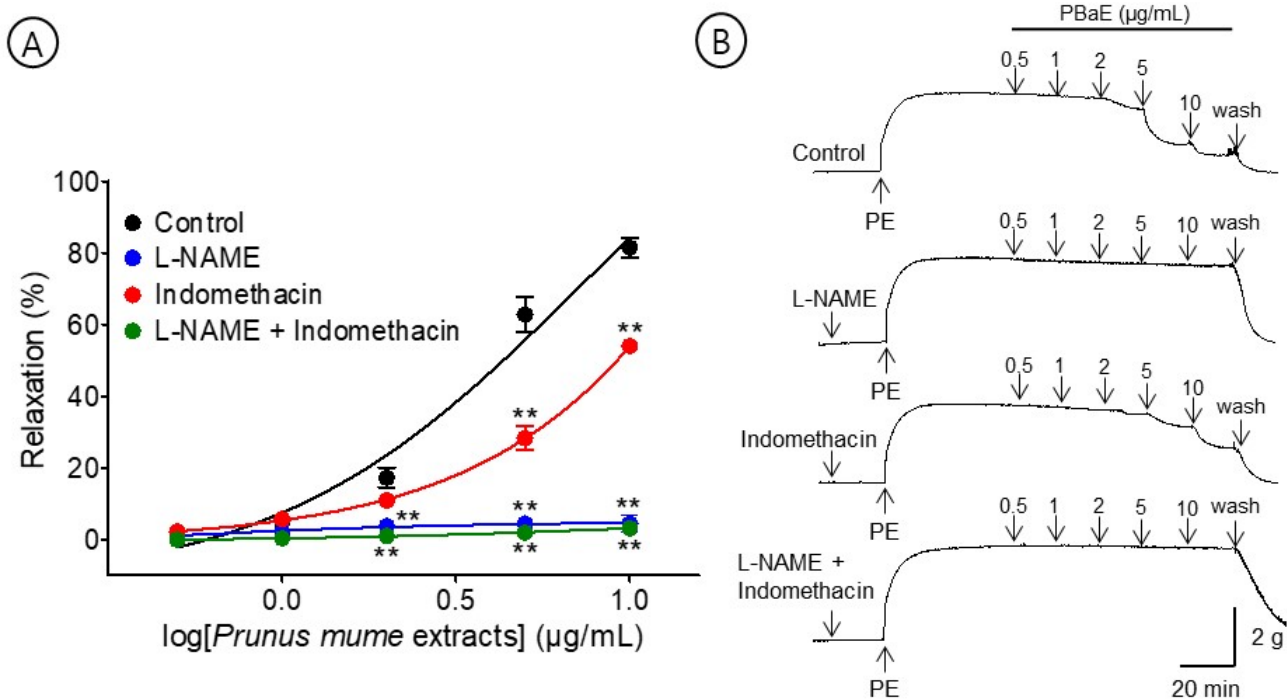 A
100
80
60
40
20
0
Relaxation (%)
Control
L-NAME
Indomethacin
L-NAME + Indomethacin
**
**
**
**
**
**
**
**
0.0
0.5
1.0
log[Prunus mume extracts] (µg/mL)
B
PBaE (µg/mL)
0.5
1
2
5
10
wash
Control
PE
0.5
1
2
5
10
wash
L-NAME
PE
0.5
1
2
5
10
wash
Indomethacin
PE
0.5
1
2
5
10
wash
L-NAME +
Indomethacin
PE
2 g
20 min